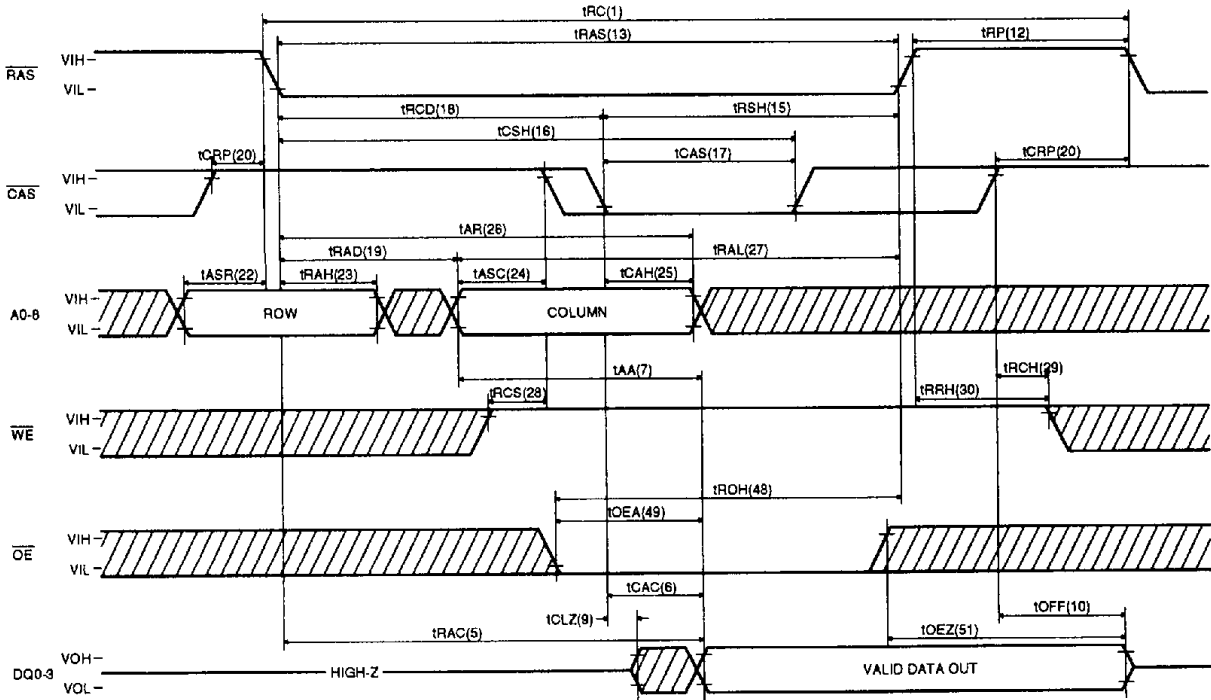 tRC(1)
tRAS(13)
tRP(12)
RAS
VIH
VIL
tRCD(18)
tRSH(15)
tCSH(16)
tCRP(20)
tCAS(17)
tCRP(20)
CAS
VIH
VIL
tAR(26)
tRAD(19)
tRAL(27)
tASR(22)
tRAH(23)
tASC(24)
tCAH(25)
A0-8
VIH
VIL
ROW
COLUMN
tAA(7)
tRCS(28)
tRCH(29)
tRRH(30)
WE
VIH
VIL
tROH(48)
tOEA(49)
OE
VIH
VIL
tCAC(6)
tCLZ(9)
tOFF(10)
tRAC(5)
tOEZ(51)
DQ0-3
VOH
VOL
HIGH-Z
VALID DATA OUT